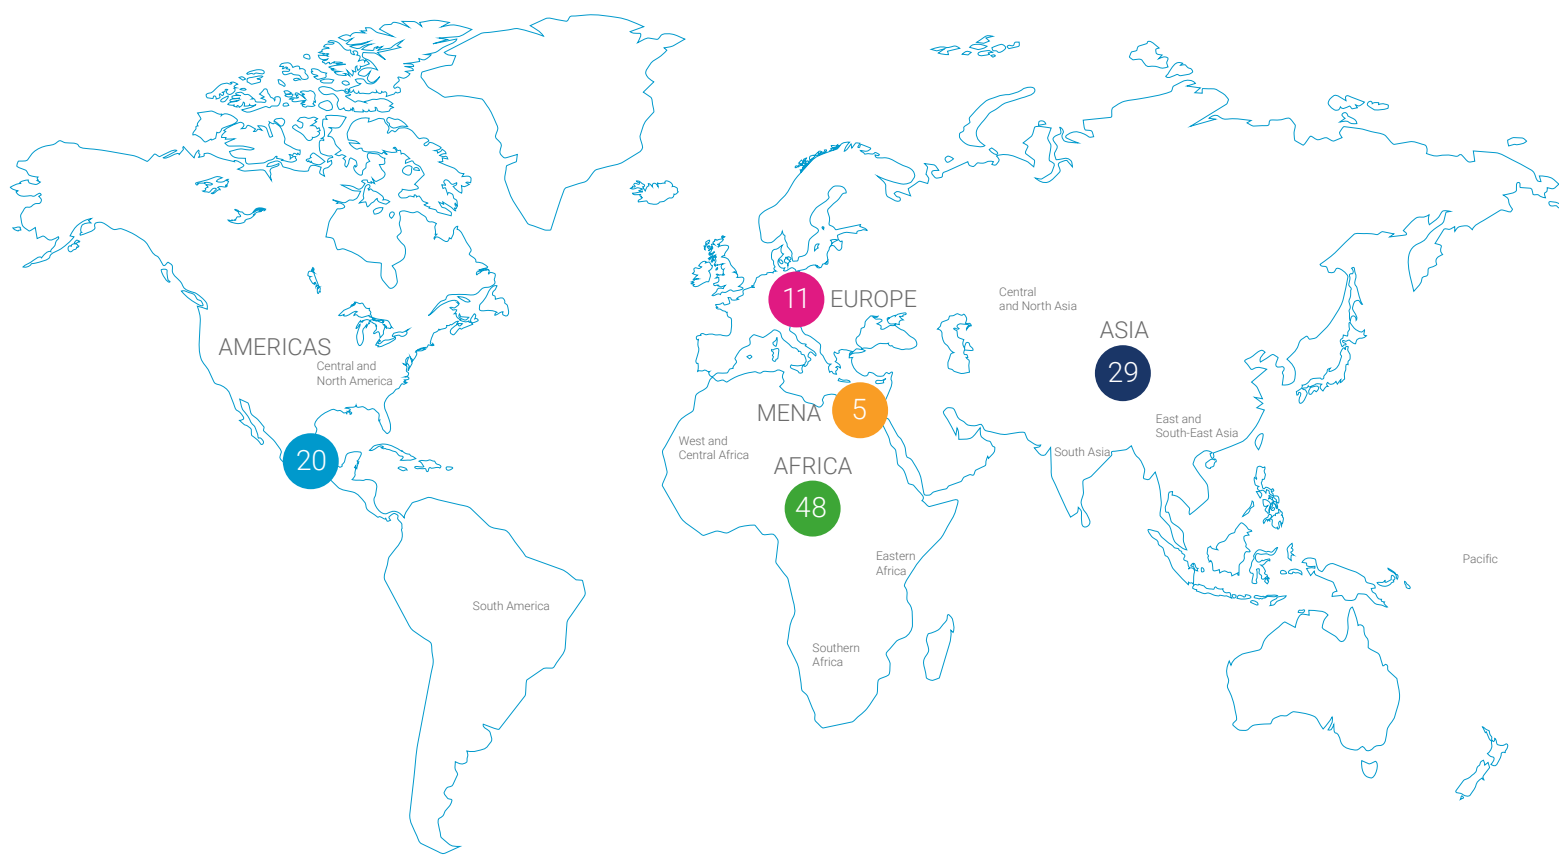 11
EUROPE
Central
and North Asia
ASIA
29
AMERICAS
Central and
North America
MENA
5
20
West and
Central Africa
East and
South-East Asia
South Asia
AFRICA
48
Eastern
Africa
Pacific
South America
Southern
Africa